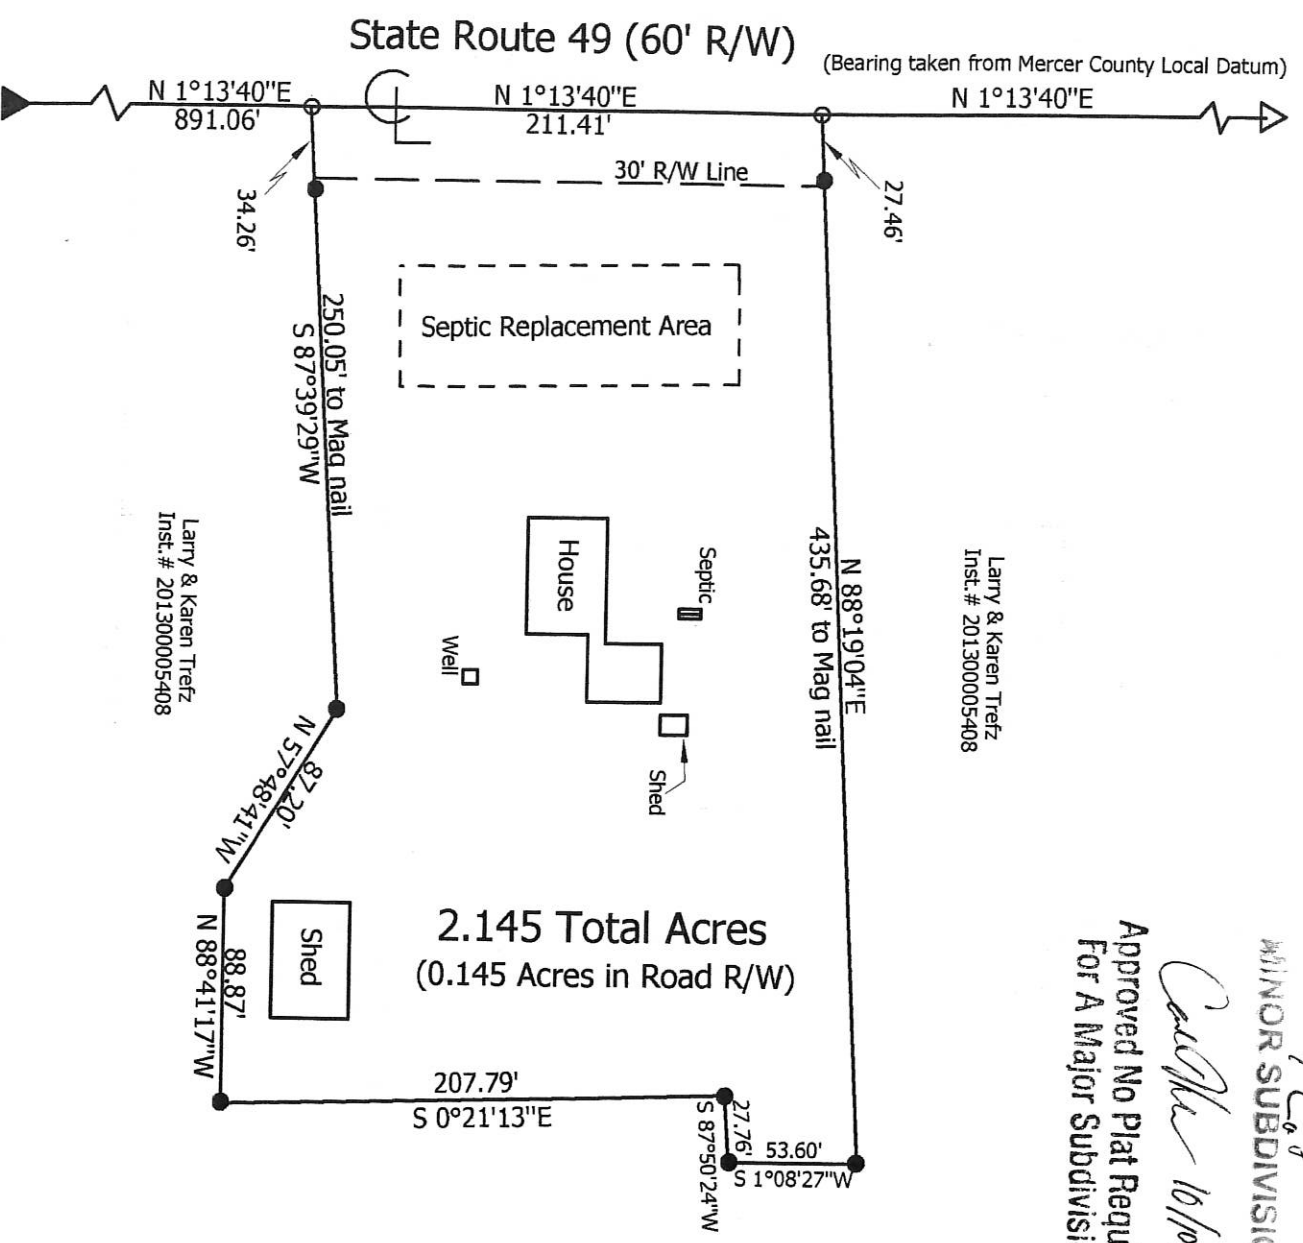 State Route 49 (60' R/W)
(Bearing taken from Mercer County Local Datum)
N 1°13'40"E
891.06'
N 1°13'40"E
211.41'
N 1°13'40"E
30' R/W Line
34.26'
27.46'
250.05' to Mag nail
S 87°39'29"W
Septic Replacement Area
N 88°19'04"E
435.68' to Mag nail
Larry & Karen Trefz
Inst.# 201300005408
Larry & Karen Trefz
Inst.# 201300005408
House
Septic
Well
Shed
87.20'
N 57°48'41"W
2.145 Total Acres
(0.145 Acres in Road R/W)
Shed
88.87'
N 88°41'17"W
207.79'
S 0°21'13"E
27.76'
S 87°50'24"W
53.60'
S 1°08'27"W
MINOR SUBDIVISI
10/10
Approved No Plat Requ
For A Major Subdivisi